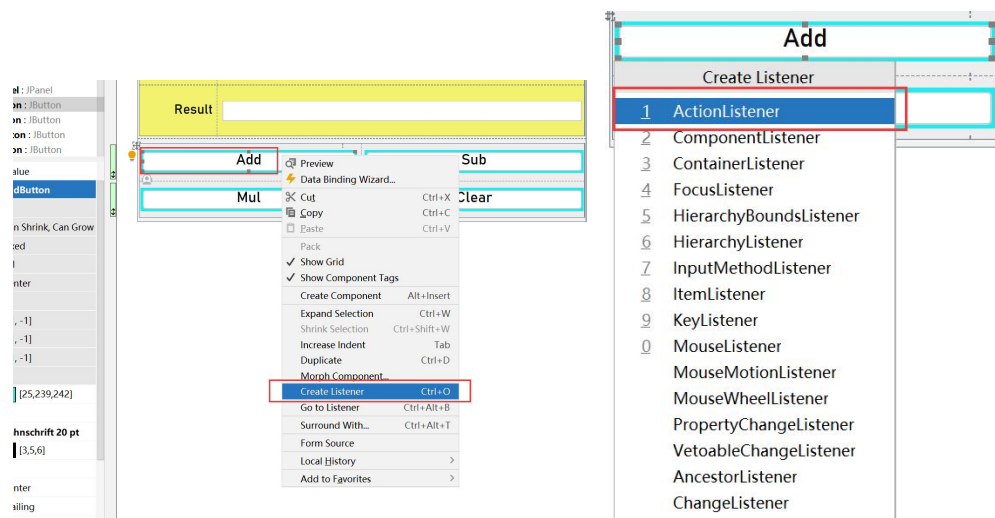 el : JPanel
on : JButton
on : JButton
on : JButton
on : JButton
alue
ddButton
n Shrink, Can Grow
xed
nter
, -1]
, -1]
, -1]
[25,239,242]
hnschrift 20 pt
[3,5,6]
nter
ailing
Result
Add
Sub
Mul
Clear
Preview
Data Binding Wizard...
Cut Ctrl+X
Copy Ctrl+C
Paste Ctrl+V
Pack
Show Grid
Show Component Tags
Create Component Alt+Insert
Expand Selection Ctrl+W
Shrink Selection Ctrl+Shift+W
Increase Indent Tab
Duplicate Ctrl+D
Morph Component...
Create Listener Ctrl+O
Go to Listener Ctrl+Alt+B
Surround With... Ctrl+Alt+T
Form Source
Local History
Add to Favorites
Add
Create Listener
1 ActionListener
2 ComponentListener
3 ContainerListener
4 FocusListener
5 HierarchyBoundsListener
6 HierarchyListener
7 InputMethodListener
8 ItemListener
9 KeyListener
0 MouseListener
MouseMotionListener
MouseWheelListener
PropertyChangeListener
VetoableChangeListener
AncestorListener
ChangeListener